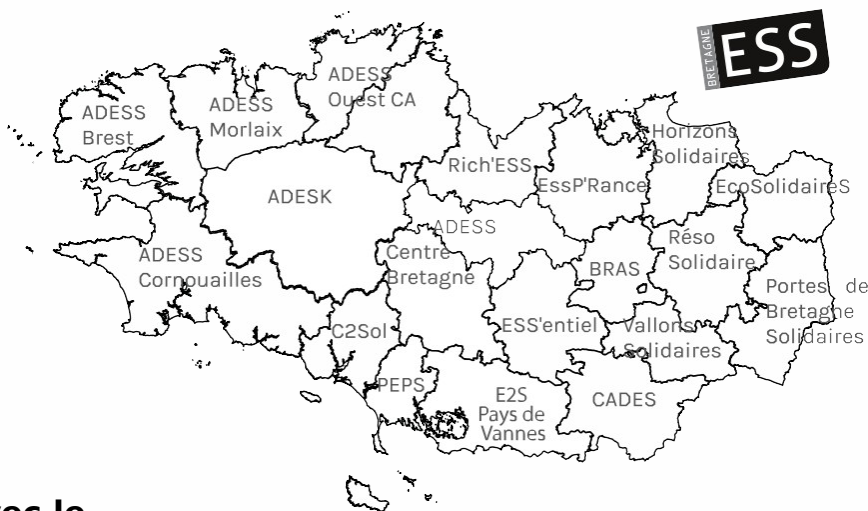 BRETAGNE
ESS
ADESS
Brest
ADESS
Morlaix
ADESS
Ouest CA
Horizons
Solidaires
Rich'ESS
EssP'Rance
EcoSolidaireS
ADESK
ADESS
Centre
Bretagne
ADESS
Cornouailles
BRAS
Réso
Solidaire
Portes de
Bretagne
Solidaires
C2Sol
ESS'entiel
Vallons
Solidaires
PEPS
E2S
Pays de
Vannes
CADES